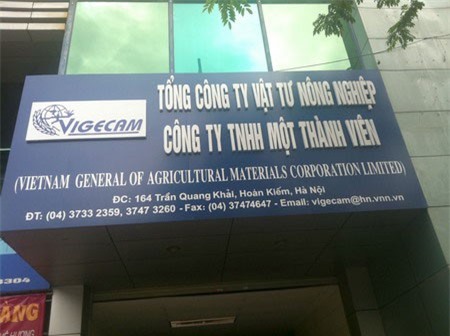 VIGECAM
TỔNG CÔNG TY VẬT TƯ NÔNG NGHIỆP
CÔNG TY TNHH MỘT THÀNH VIÊN
(VIETNAM GENERAL OF AGRICULTURAL MATERIALS CORPORATION LIMITED)
ĐC: 164 Trần Quang Khải, Hoàn Kiếm, Hà Nội
ĐT: (04) 3733 2359, 3747 3260 - Fax: (04) 37474647 - Email: vigecam@hn.vnn.vn
4304